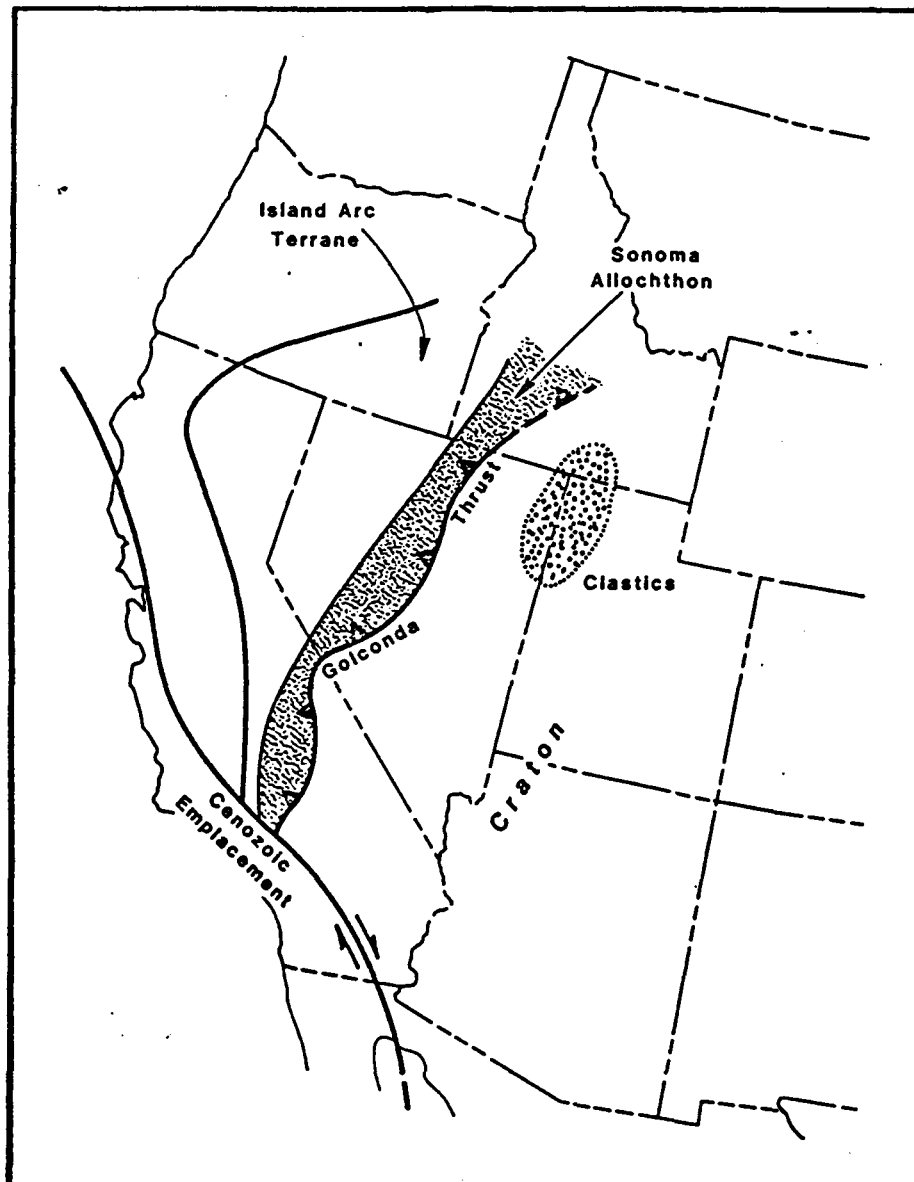 Island Arc
Terrane
Sonoma
Allochthon
Thrust
Clastics
Golconda
Craton
Cenozoic
Emplacement